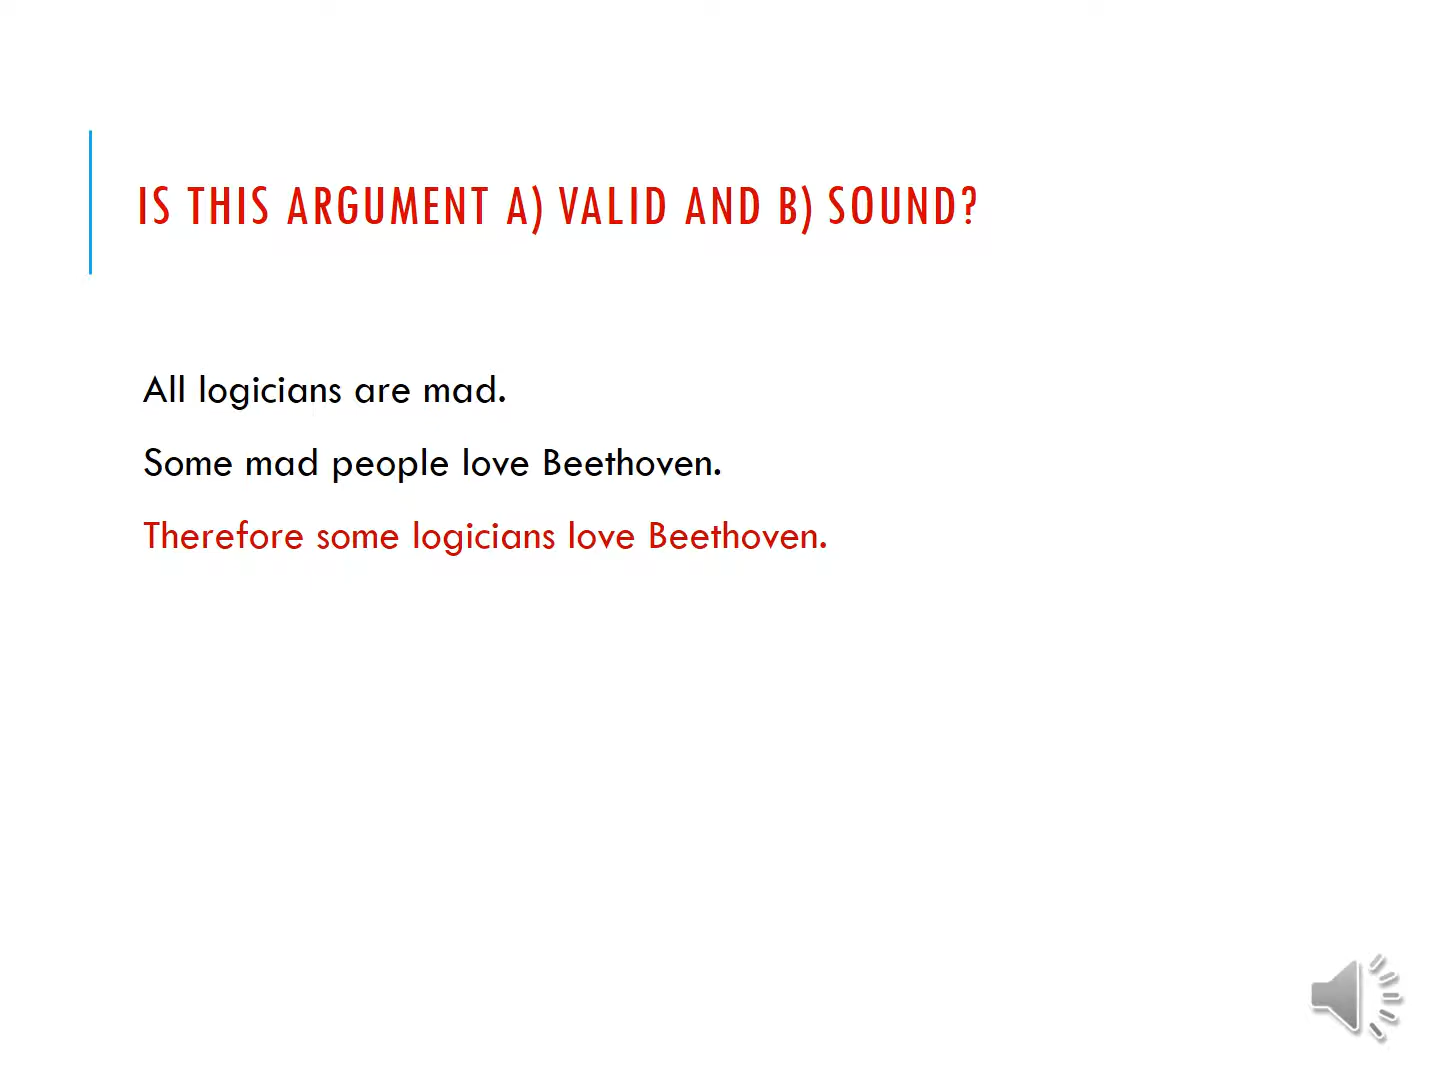 IS THIS ARGUMENT A) VALID AND B) SOUND?
All logicians are mad.
Some mad people love Beethoven.
Therefore some logicians love Beethoven.